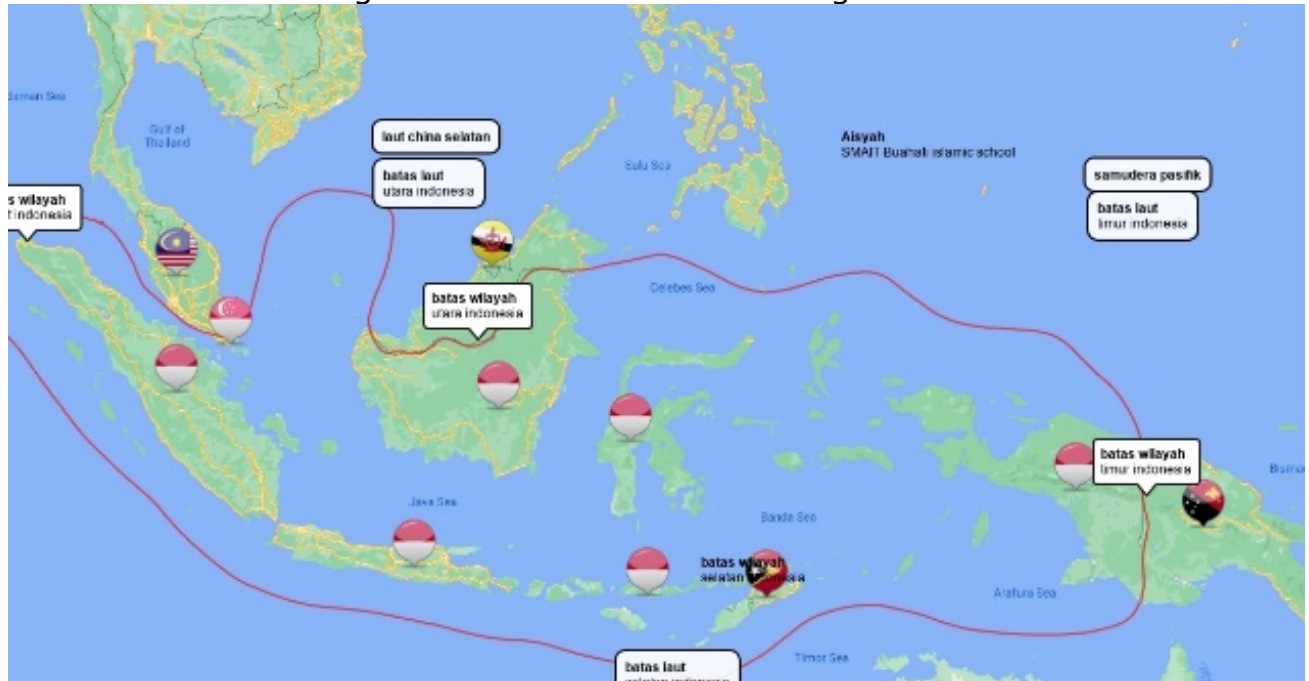 Gulf of
Thailand
laut china selatan
batas laut
utara indonesia
Sulu Sea
Aisyah
SMAIT Buahati islamic school
samudera pasifik
batas laut
timur indonesia
s wilayah
t indonesia
batas wilayah
utara indonesia
Celebes Sea
batas wilayah
timur indonesia
Java Sea
Banda Sea
batas wilayah
selatan indonesia
Arafura Sea
Timor Sea
batas laut